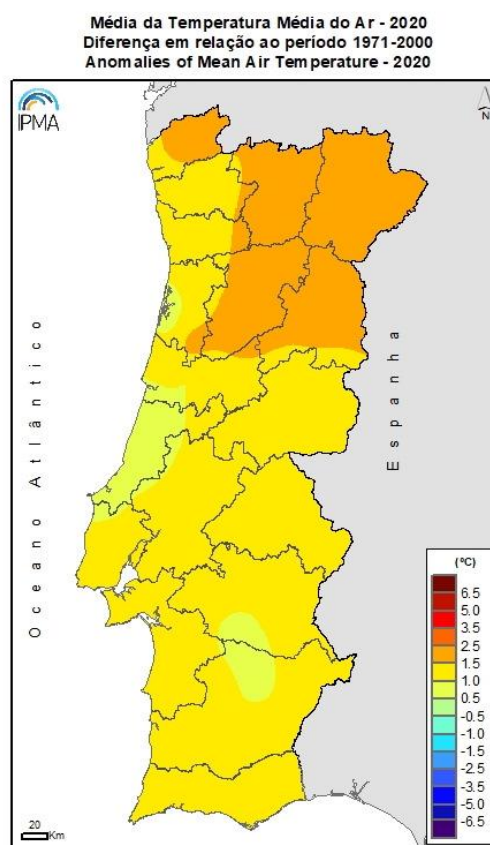 Média da Temperatura Média do Ar - 2020
Diferença em relação ao período 1971-2000
Anomalies of Mean Air Temperature - 2020
IPMA
N
Oceano Atlântico
Espanha
(ºC)
6.5
5.0
3.5
2.5
1.5
1.0
0.5
-0.5
-1.0
-1.5
-2.5
-3.5
-5.0
-6.5
20
Km